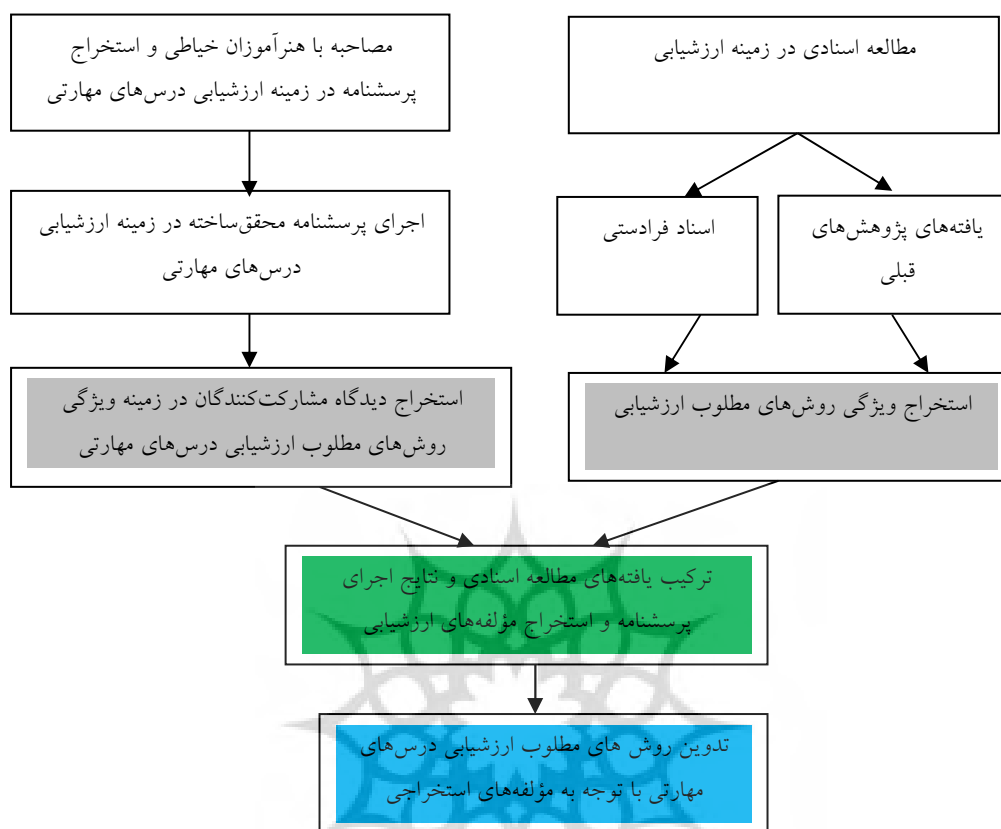 مطالعه اسنادی در زمینه ارزشیابی
مصاحبه با هنرآموزان خیاطی و استخراج
پرسشنامه در زمینه ارزشیابی درس‌های مهارتی
یافته‌های پژوهش‌های
قبلی
اسناد فرادستی
اجرای پرسشنامه محقق‌ساخته در زمینه ارزشیابی
درس‌های مهارتی
استخراج ویژگی روش‌های مطلوب ارزشیابی
استخراج دیدگاه مشارکت‌کنندگان در زمینه ویژگی
روش‌های مطلوب ارزشیابی درس‌های مهارتی
ترکیب یافته‌های مطالعه اسنادی و نتایج اجرای
پرسشنامه و استخراج مؤلفه‌های ارزشیابی
تدوین روش های مطلوب ارزشیابی درس‌های
مهارتی با توجه به مؤلفه‌های استخراجی